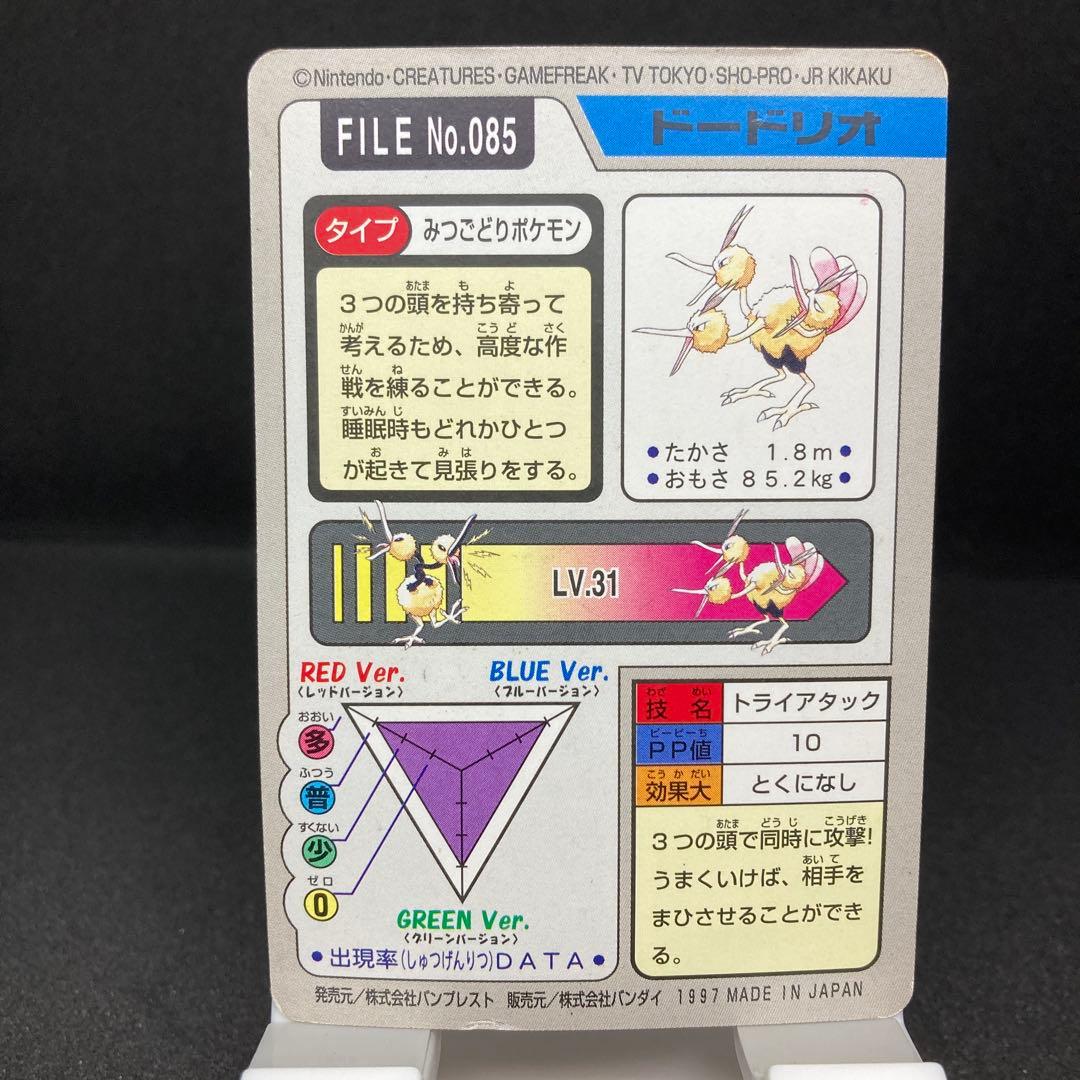 ©Nintendo・CREATURES・GAMEFREAK・TV TOKYO・SHO-PRO・JR KIKAKU
FILE No.085
ドードリオ
タイプ みつごどりポケモン
3つの頭を持ち寄って
考えるため、高度な作
戦を練ることができる。
睡眠時もどれかひとつ
が起きて見張りをする。
あたま も よ
かんが こうど さく
せん ね
すいみんじ
お みは
●たかさ 1.8m●
●おもさ 85.2kg●
LV.31
RED Ver.
〈レッドバージョン〉
BLUE Ver.
〈ブルーバージョン〉
おおい
多
ふつう
普
すくない
少
ゼロ
0
GREEN Ver.
〈グリーンバージョン〉
●出現率(しゅつげんりつ)DATA●
わざ めい
技名 トライアタック
ピーピーち
PP値 10
こうかだい
効果大 とくになし
あたま どうじ こうげき
3つの頭で同時に攻撃!
あいて
うまくいけば、相手を
まひさせることができ
る。
発売元/株式会社バンプレスト 販売元/株式会社バンダイ 1997 MADE IN JAPAN